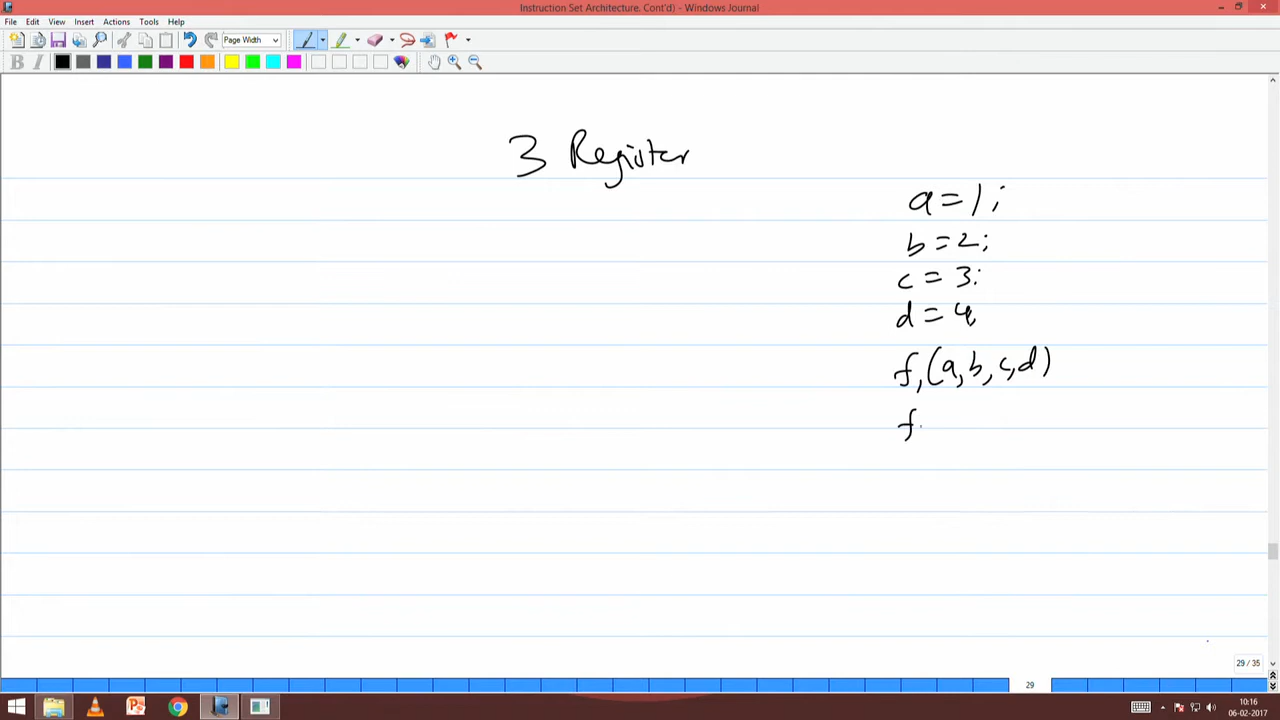 Instruction Set Architecture. Cont'd) - Windows Journal
File Edit View Insert Actions Tools Help
Page Width
B I
3 Register
a = 1;
b = 2;
c = 3;
d = 4
f,(a,b,c,d)
f
29 / 35
29
10:16
06-02-2017